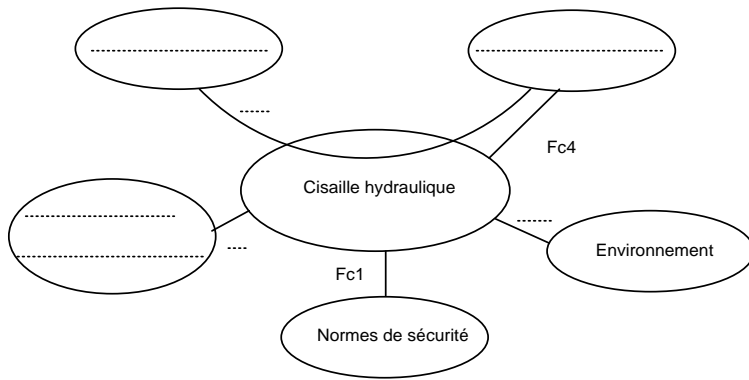 Fc4
Cisaille hydraulique
Environnement
Fc1
Normes de sécurité